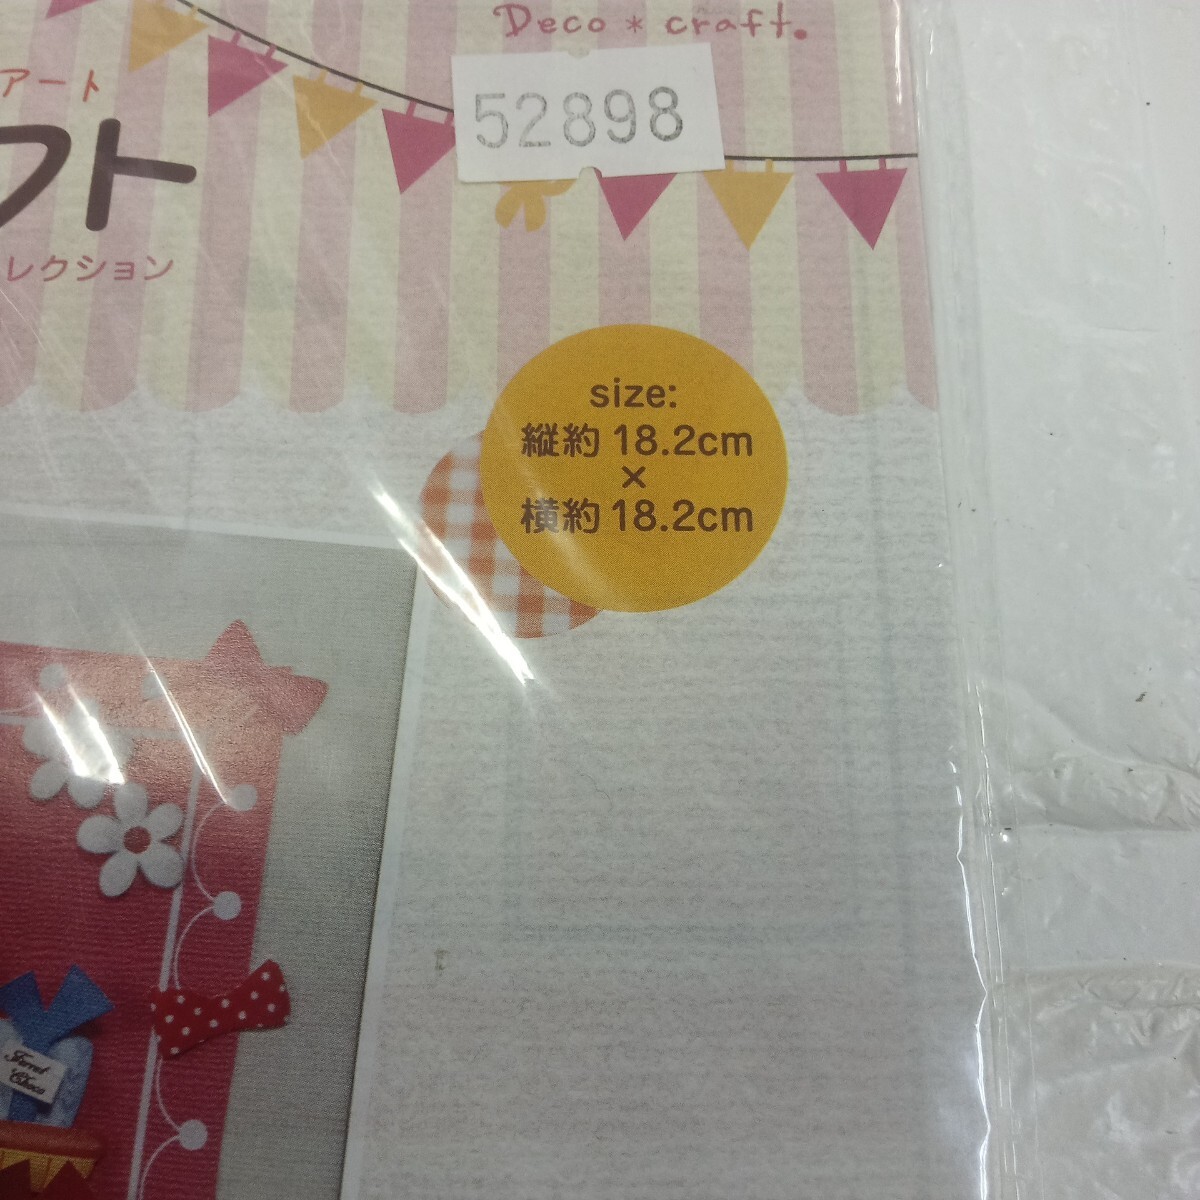 Deco*craft.
52898
アート
フト
レクション
size:
縦約 18.2cm
×
横約 18.2cm
Choco